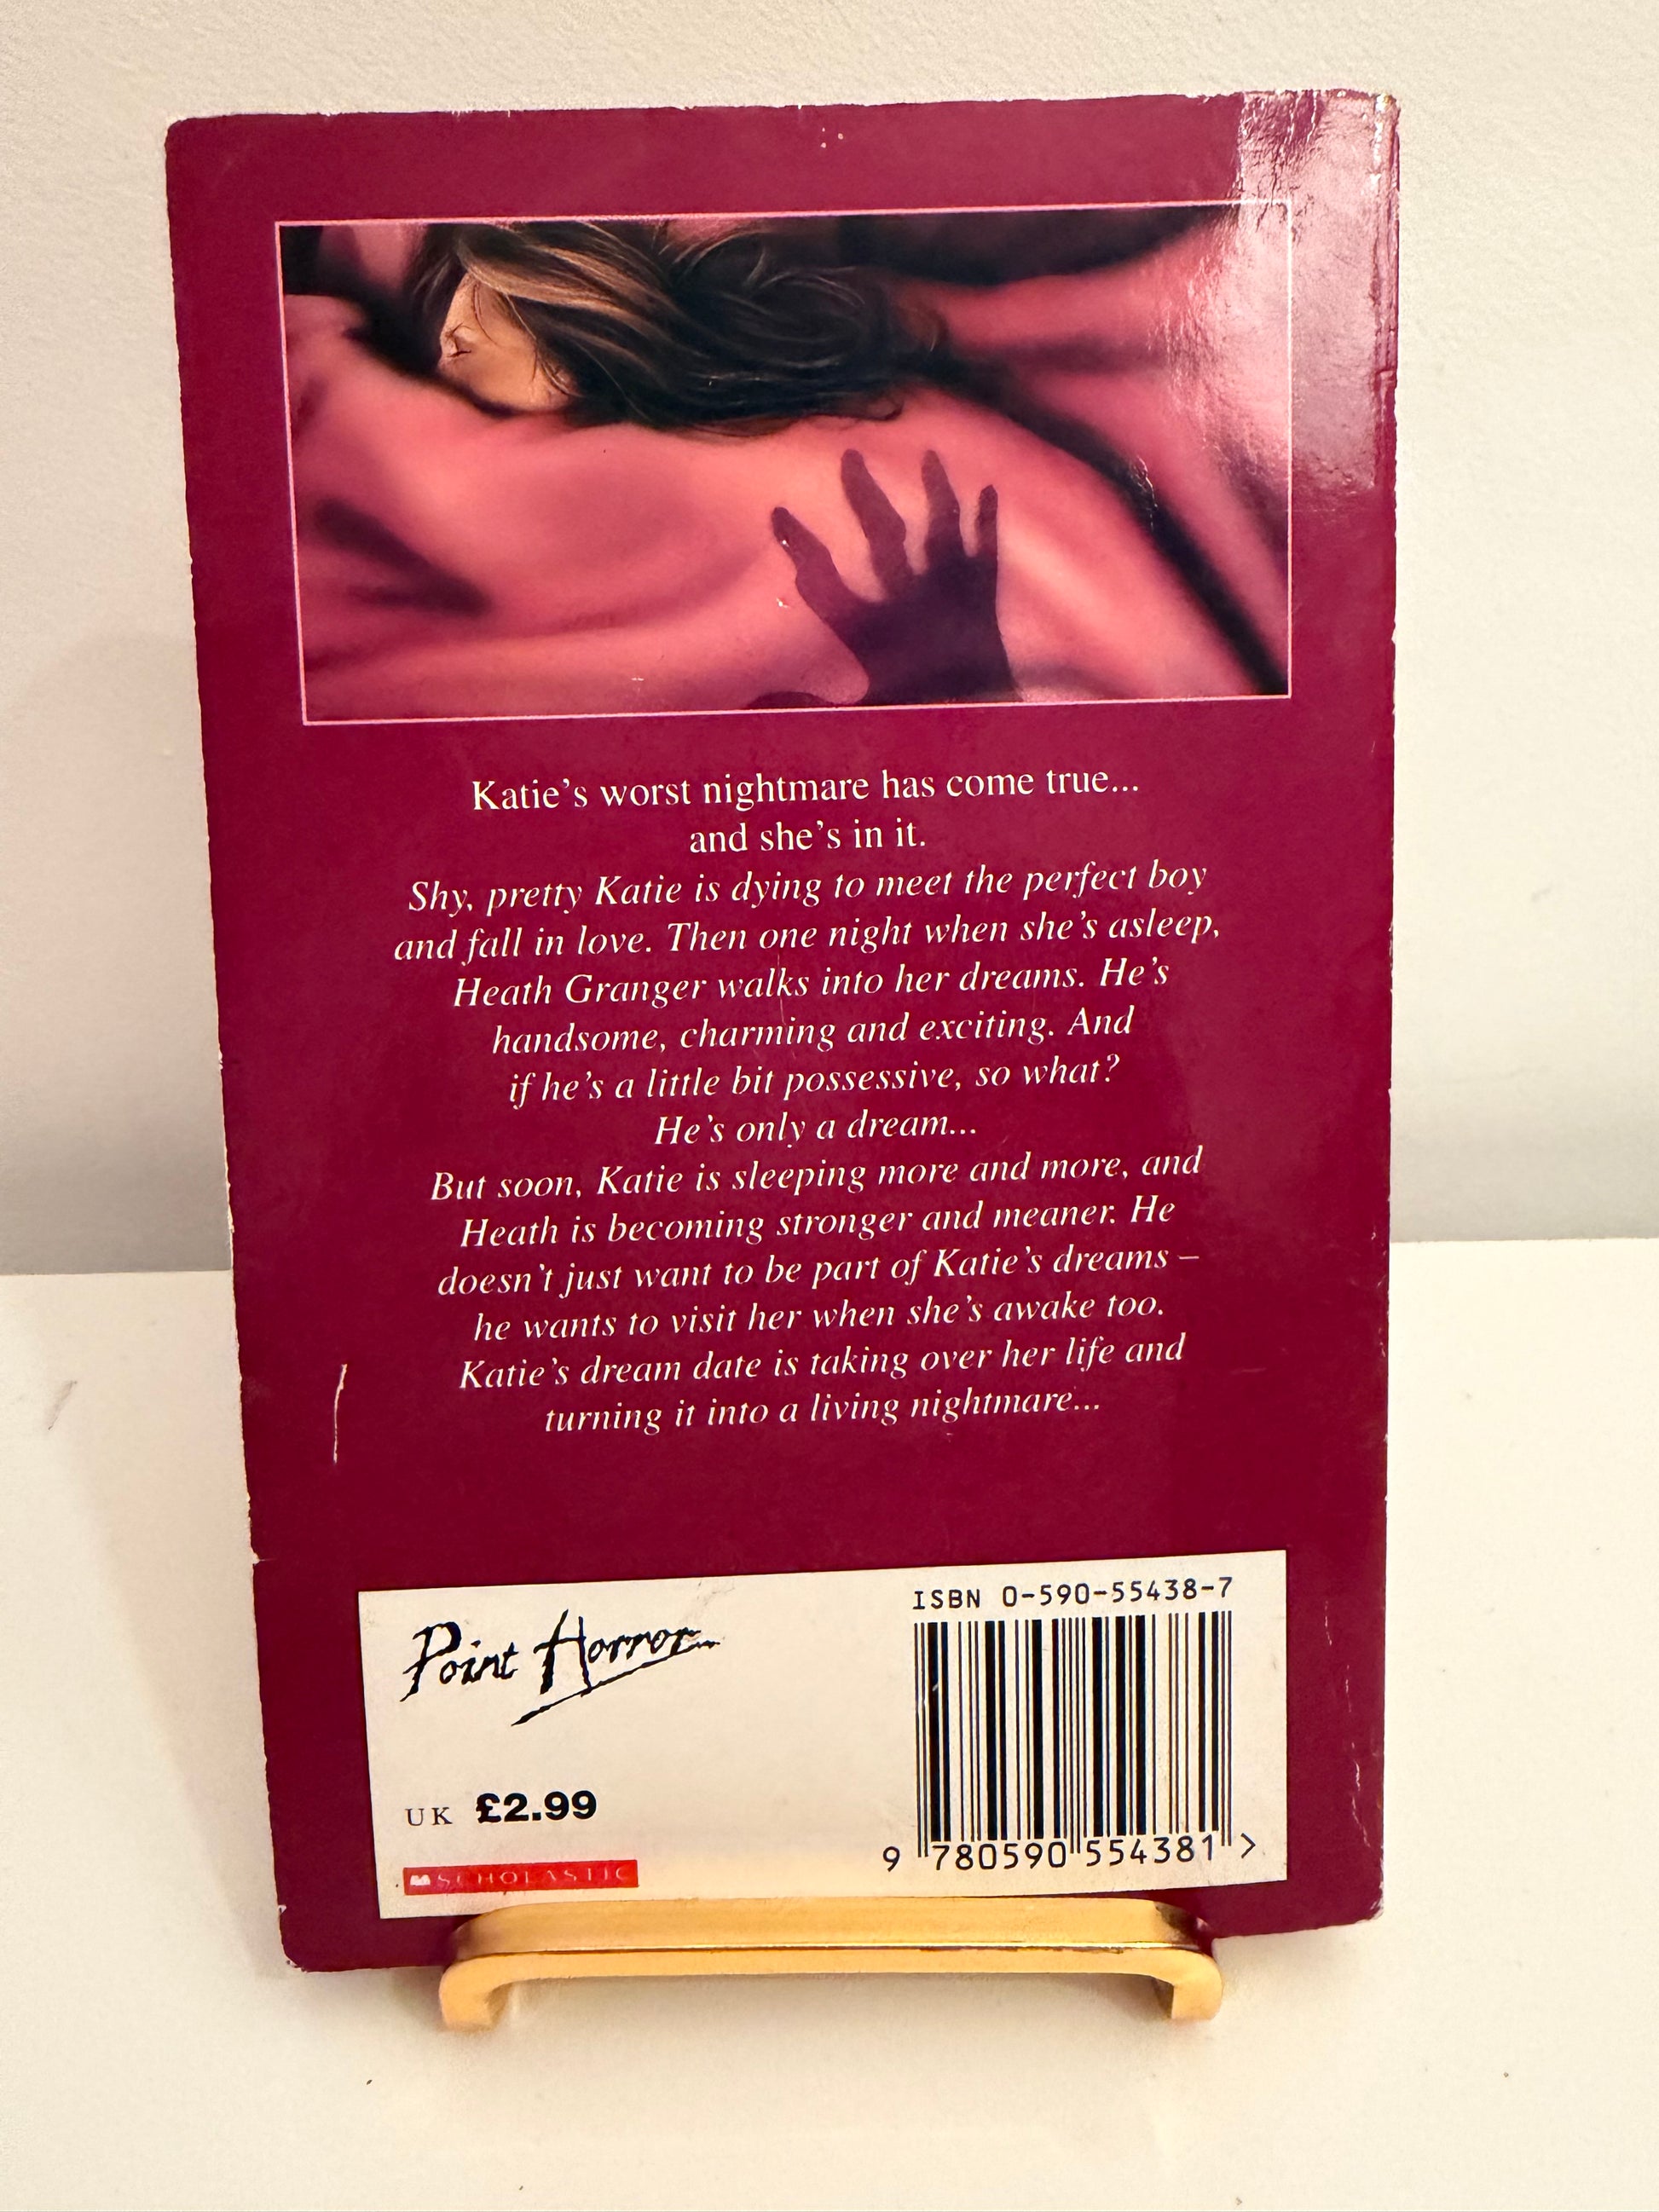 Katie's worst nightmare has come true...
and she's in it.
Shy, pretty Katie is dying to meet the perfect boy
and fall in love. Then one night when she's asleep,
Heath Granger walks into her dreams. He's
handsome, charming and exciting. And
if he's a little bit possessive, so what?
He's only a dream...
But soon, Katie is sleeping more and more, and
Heath is becoming stronger and meaner. He
doesn't just want to be part of Katie's dreams –
he wants to visit her when she's awake too.
Katie's dream date is taking over her life and
turning it into a living nightmare...
Point Horror
ISBN 0-590-55438-7
UK £2.99
SCHOLASTIC
9 780590 554381 >